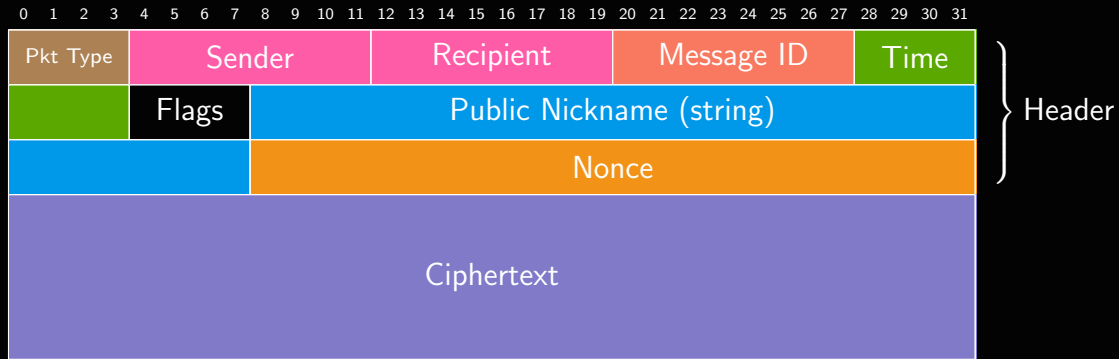 0 1 2 3 4 5 6 7 8 9 10 11 12 13 14 15 16 17 18 19 20 21 22 23 24 25 26 27 28 29 30 31
Pkt Type Sender Recipient Message ID Time
Flags Public Nickname (string) Header
Nonce
Ciphertext